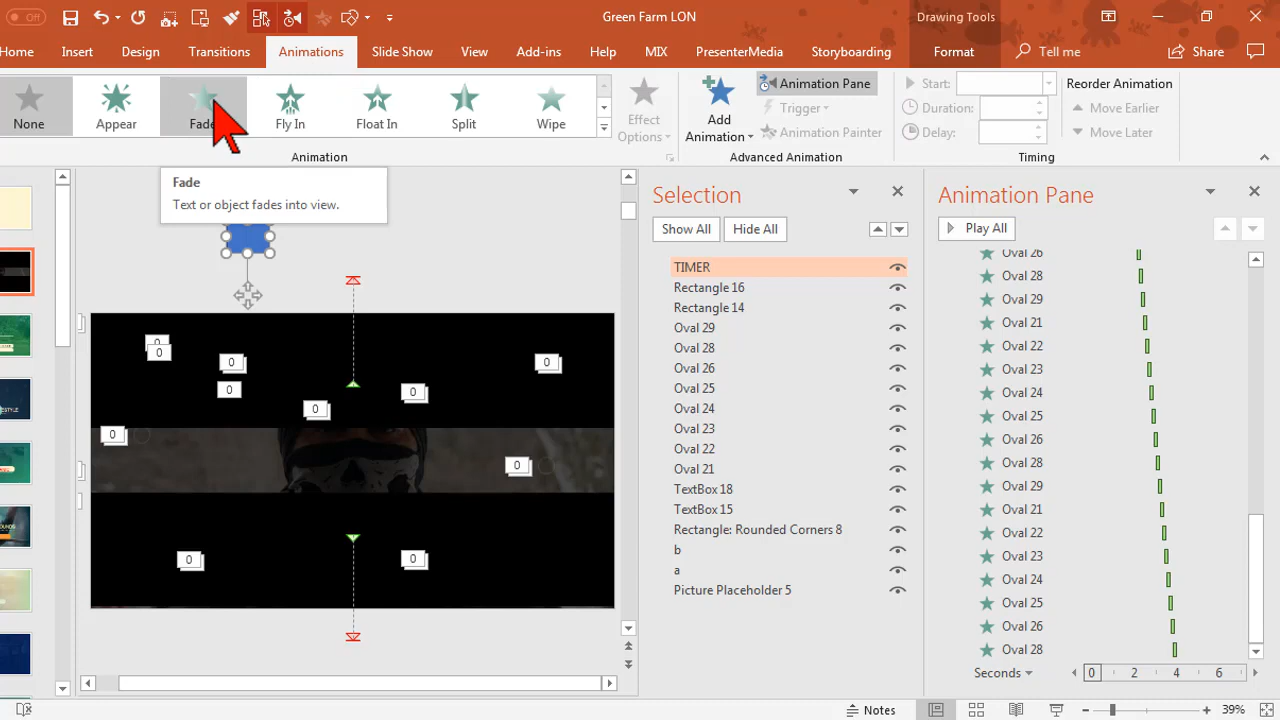 Off
Green Farm LON
Drawing Tools
Home
Insert
Design
Transitions
Animations
Slide Show
View
Add-ins
Help
MIX
PresenterMedia
Storyboarding
Format
Tell me
Share
None
Appear
Fade
Fly In
Float In
Split
Wipe
Effect
Options
Add
Animation
Animation Pane
Trigger
Animation Painter
Start:
Duration:
Delay:
Reorder Animation
Move Earlier
Move Later
Animation
Advanced Animation
Timing
Fade
Text or object fades into view.
0
0
0
0
0
0
0
0
0
0
0
Selection
Show All
Hide All
TIMER
Rectangle 16
Rectangle 14
Oval 29
Oval 28
Oval 26
Oval 25
Oval 24
Oval 23
Oval 22
Oval 21
TextBox 18
TextBox 15
Rectangle: Rounded Corners 8
b
a
Picture Placeholder 5
Animation Pane
Play All
Oval 26
Oval 28
Oval 29
Oval 21
Oval 22
Oval 23
Oval 24
Oval 25
Oval 26
Oval 28
Oval 29
Oval 21
Oval 22
Oval 23
Oval 24
Oval 25
Oval 26
Oval 28
Seconds
0 2 4 6
Notes
39%